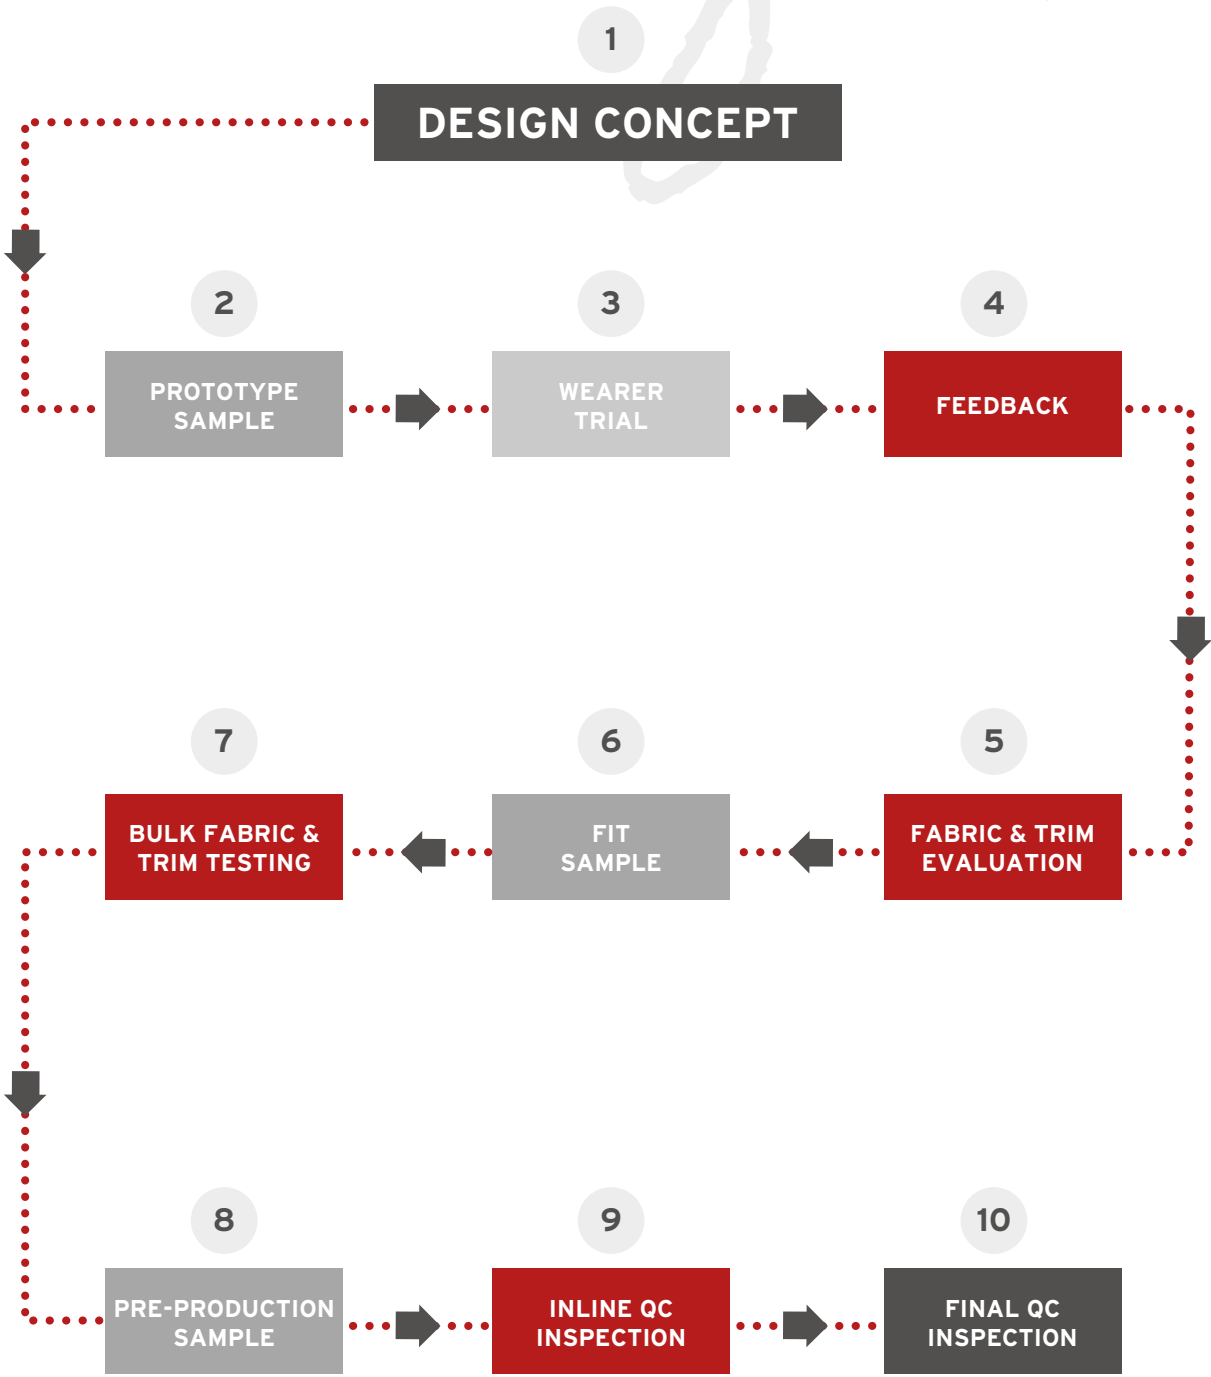 1
DESIGN CONCEPT
2
PROTOTYPE
SAMPLE
3
WEARER
TRIAL
4
FEEDBACK
5
FABRIC & TRIM
EVALUATION
6
FIT
SAMPLE
7
BULK FABRIC &
TRIM TESTING
8
PRE-PRODUCTION
SAMPLE
9
INLINE QC
INSPECTION
10
FINAL QC
INSPECTION